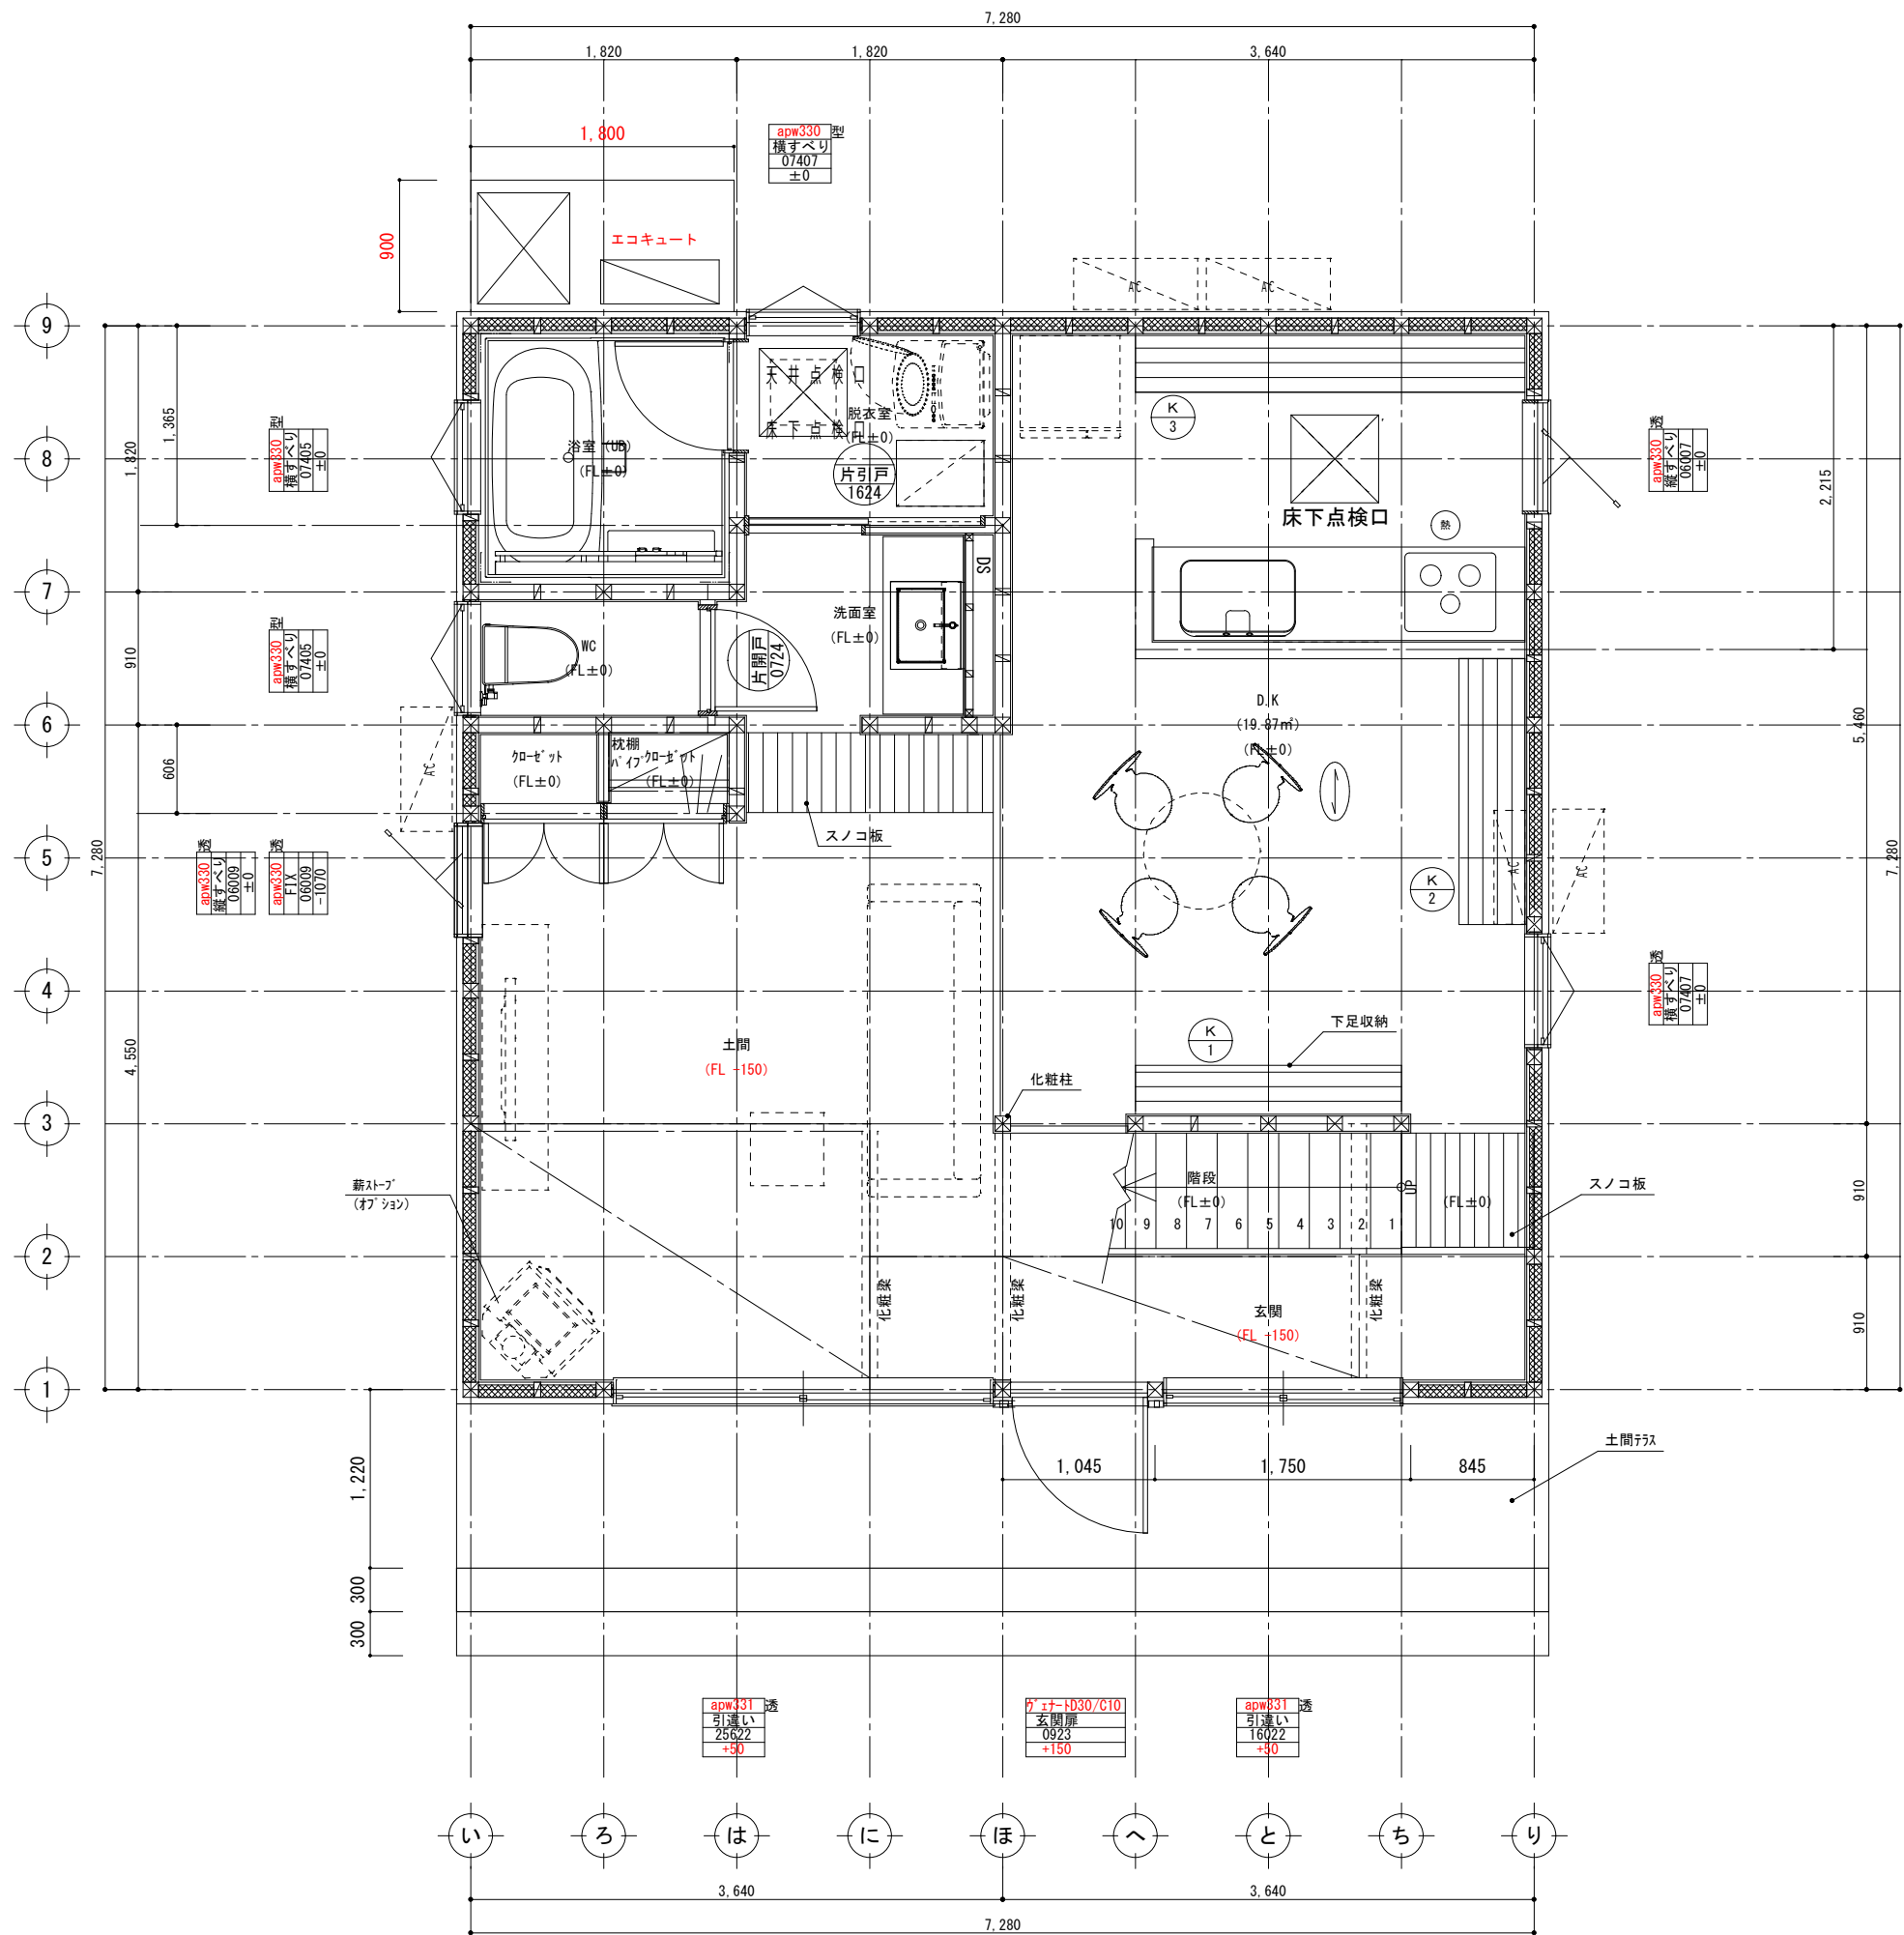 7,280
1,820
1,820
3,640
1,800
apw330 型
横すべり
07407
±0
900
エコキュート
AC
AC
9
8
7
6
5
4
3
2
1
7,280
1,820
1,365
910
606
4,550
apw330 型
横すべり
07405
±0
apw330 型
横すべり
07405
±0
AC
apw330 透
縦すべり
06009
±0
apw330 透
FIX
06009
-1070
浴室 (UB)
(FL±0)
天井点検口
床下点検口
脱衣室
(FL±0)
片引戸
1624
K
3
床下点検口
熱
apw330 透
縦すべり
06007
±0
2,215
5,460
7,280
910
910
WC
(FL±0)
片開戸
0724
洗面室
(FL±0)
DS
D.K
(19.87㎡)
(FL±0)
クローゼット
(FL±0)
枕棚
パイプ
クローゼット
(FL±0)
スノコ板
K
2
AC
AC
apw330 透
横すべり
07407
±0
土間
(FL -150)
K
1
下足収納
化粧柱
薪ストーブ
(オプション)
階段
(FL±0)
UP
(FL±0)
スノコ板
10 9 8 7 6 5 4 3 2 1
化粧梁
化粧梁
化粧梁
玄関
(FL -150)
1,045
1,750
845
土間テラス
1,220
300
300
apw331 透
引違い
25622
+50
ヴェナートD30/C10
玄関扉
0923
+150
apw331 透
引違い
16022
+50
い
ろ
は
に
ほ
へ
と
ち
り
3,640
3,640
7,280